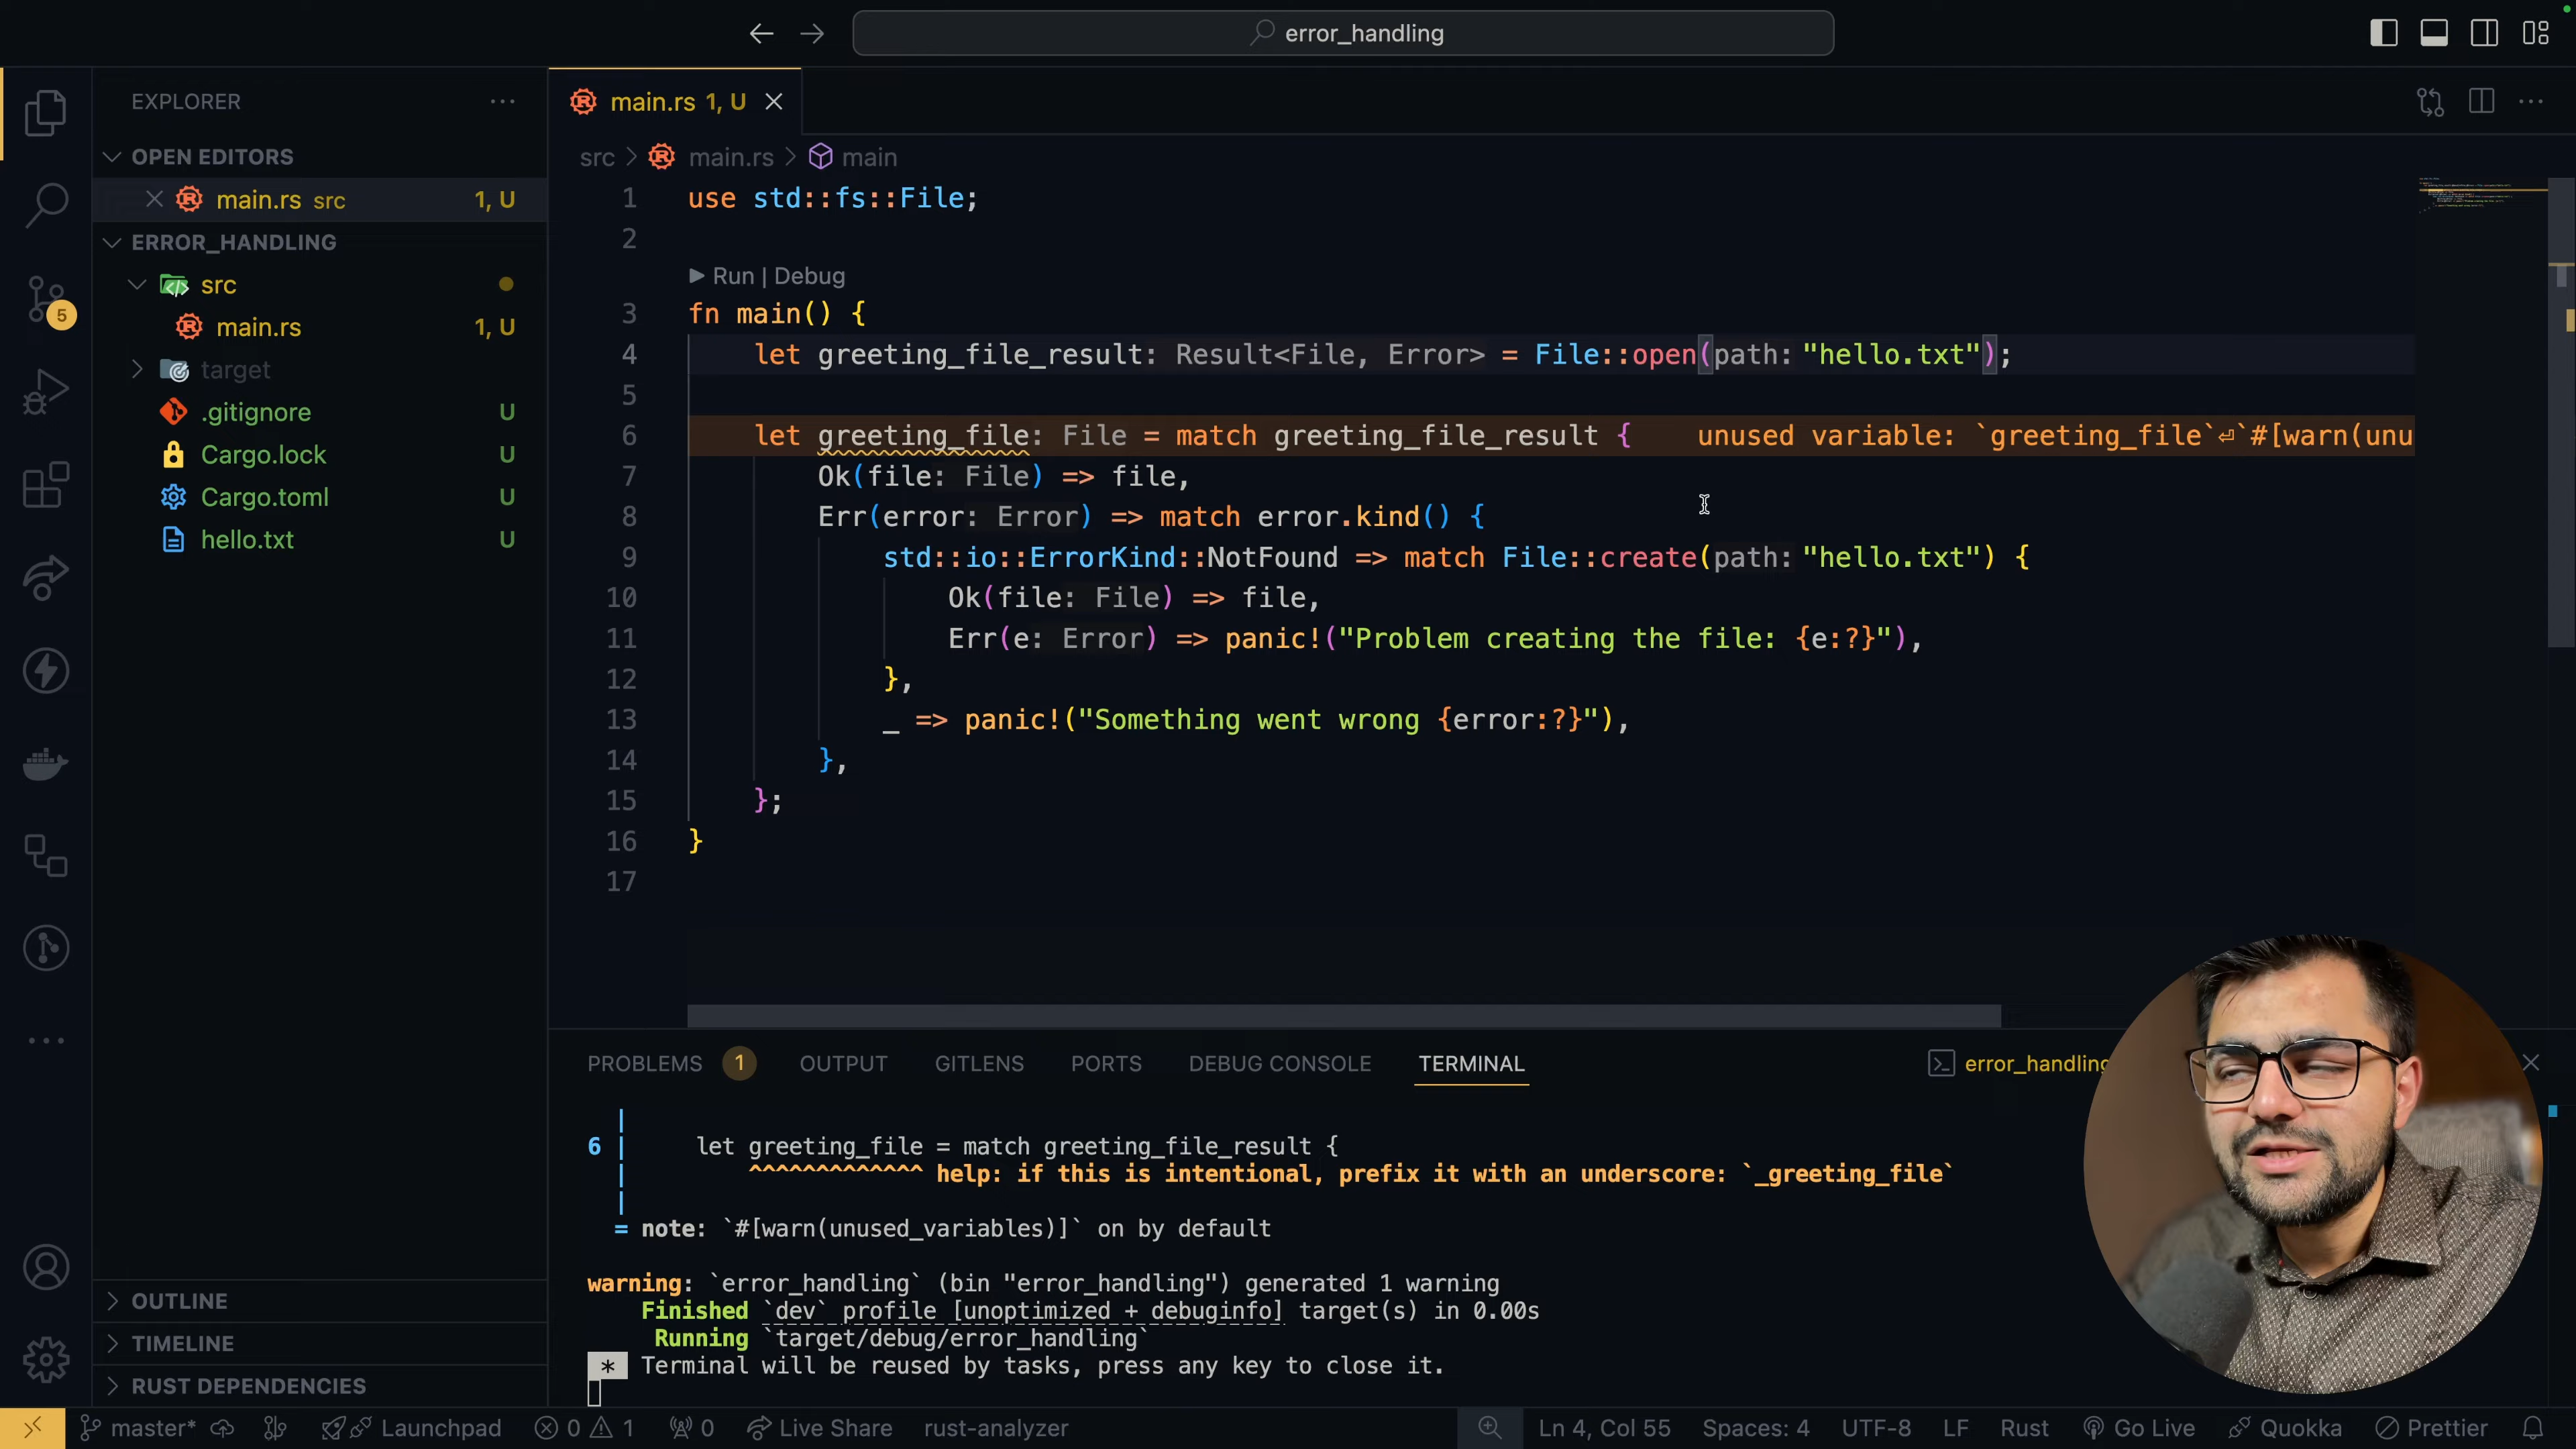 error_handling
EXPLORER
OPEN EDITORS
main.rs src 1, U
ERROR_HANDLING
src
main.rs 1, U
target
.gitignore U
Cargo.lock U
Cargo.toml U
hello.txt U
OUTLINE
TIMELINE
RUST DEPENDENCIES
5
main.rs 1, U
src > main.rs > main
1 use std::fs::File;
2
Run | Debug
3 fn main() {
4 let greeting_file_result: Result<File, Error> = File::open(path: "hello.txt");
5
6 let greeting_file: File = match greeting_file_result { unused variable: `greeting_file`⏎`#[warn(unu
7 Ok(file: File) => file,
8 Err(error: Error) => match error.kind() {
9 std::io::ErrorKind::NotFound => match File::create(path: "hello.txt") {
10 Ok(file: File) => file,
11 Err(e: Error) => panic!("Problem creating the file: {e:?}"),
12 },
13 _ => panic!("Something went wrong {error:?}"),
14 },
15 };
16 }
17
PROBLEMS 1 OUTPUT GITLENS PORTS DEBUG CONSOLE TERMINAL error_handling
|
6 | let greeting_file = match greeting_file_result {
| ^^^^^^^^^^^^^ help: if this is intentional, prefix it with an underscore: `_greeting_file`
|
= note: `#[warn(unused_variables)]` on by default
warning: `error_handling` (bin "error_handling") generated 1 warning
Finished `dev` profile [unoptimized + debuginfo] target(s) in 0.00s
Running `target/debug/error_handling`
* Terminal will be reused by tasks, press any key to close it.
master* Launchpad 0 1 0 Live Share rust-analyzer Ln 4, Col 55 Spaces: 4 UTF-8 LF Rust Go Live Quokka Prettier